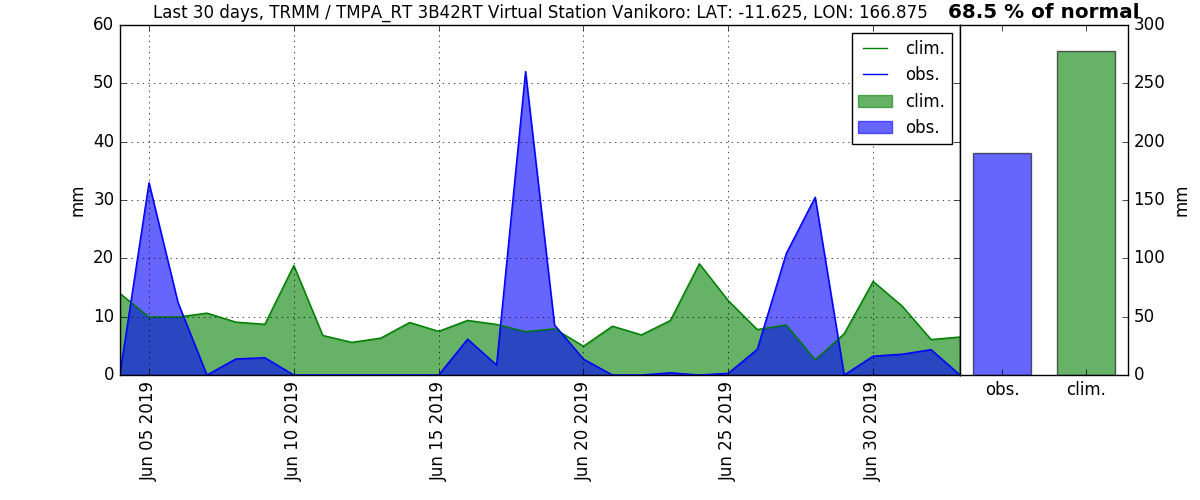 Last 30 days, TRMM / TMPA_RT 3B42RT Virtual Station Vanikoro: LAT: -11.625, LON: 166.875
68.5 % of normal
60
50
40
30
20
10
0
mm
clim.
obs.
clim.
obs.
Jun 05 2019
Jun 10 2019
Jun 15 2019
Jun 20 2019
Jun 25 2019
Jun 30 2019
300
250
200
150
100
50
0
mm
obs.
clim.